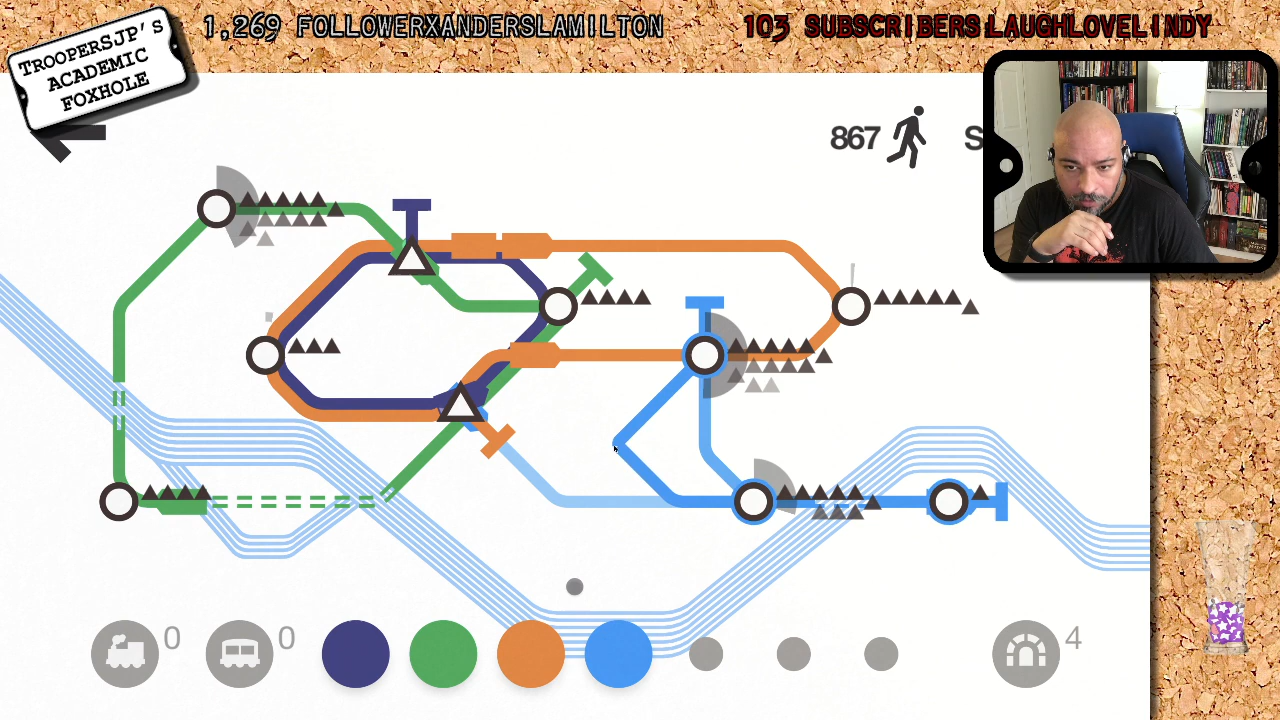 1,269 FOLLOWERXANDERSLAMILTON
103 SUBSCRIBERS:LAUGHLOVELINDY
TROOPERSJP'S
ACADEMIC
FOXHOLE
867
S
0
0
4